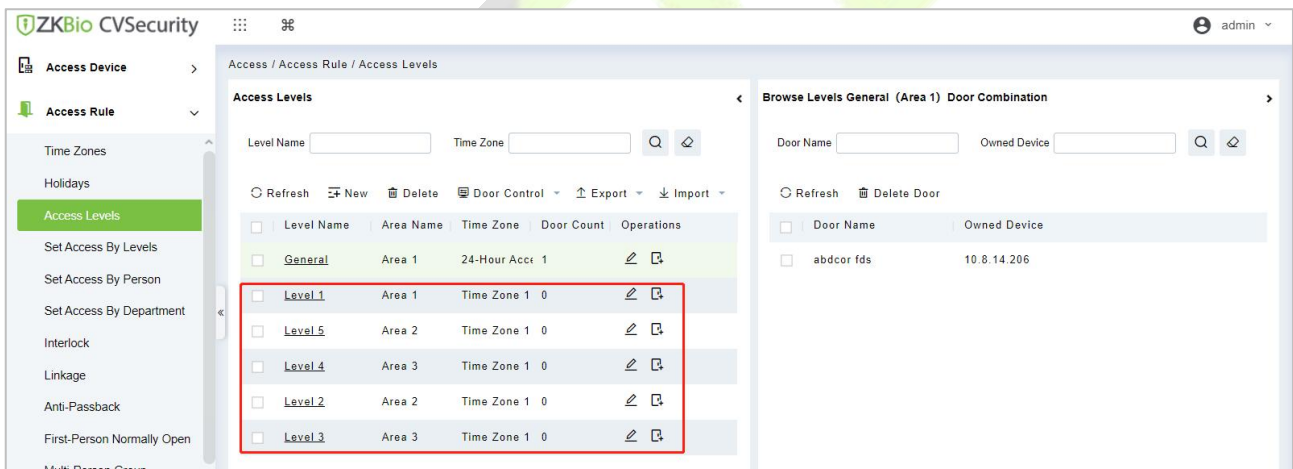 ZKBio CVSecurity
⌘
admin
Access Device
Access Rule
Time Zones
Holidays
Access Levels
Set Access By Levels
Set Access By Person
Set Access By Department
Interlock
Linkage
Anti-Passback
First-Person Normally Open
Multi-Person Group
Access / Access Rule / Access Levels
Access Levels
Level Name Time Zone
Refresh New Delete Door Control Export Import
Level Name Area Name Time Zone Door Count Operations
General Area 1 24-Hour Acce 1
Level 1 Area 1 Time Zone 1 0
Level 5 Area 2 Time Zone 1 0
Level 4 Area 3 Time Zone 1 0
Level 2 Area 2 Time Zone 1 0
Level 3 Area 3 Time Zone 1 0
Browse Levels General (Area 1) Door Combination
Door Name Owned Device
Refresh Delete Door
Door Name Owned Device
abdcor fds 10.8.14.206